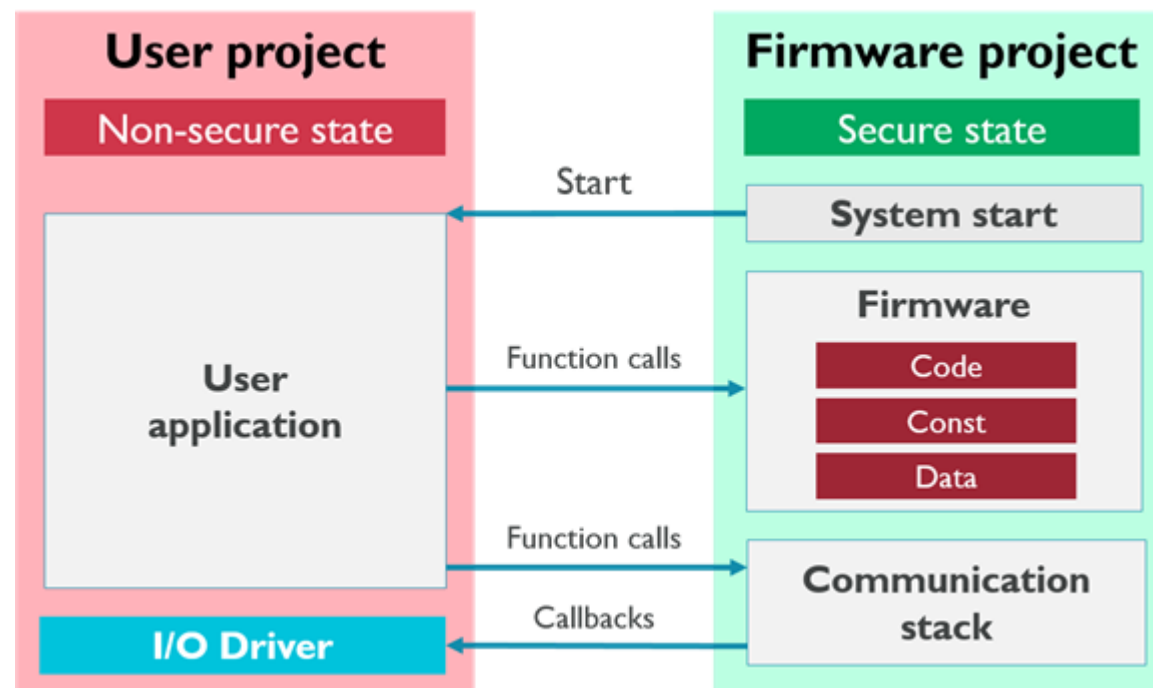 User project
Non-secure state
User
application
I/O Driver
Start
Function calls
Function calls
Callbacks
Firmware project
Secure state
System start
Firmware
Code
Const
Data
Communication
stack